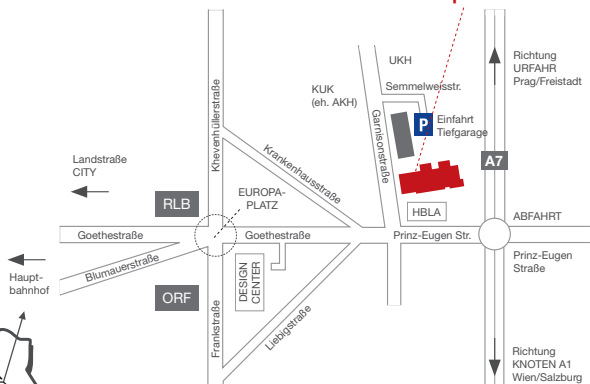 UKH
Semmelweisstr.
Richtung
URFAHR
Prag/Freistadt
KUK
(eh. AKH)
Garnisonstraße
P
Einfahrt
Tiefgarage
Khevenhüllerstraße
Krankenhausstraße
Landstraße
CITY
A7
EUROPA-
PLATZ
RLB
HBLA
ABFAHRT
Goethestraße
Goethestraße
Prinz-Eugen Str.
Prinz-Eugen
Straße
Haupt-
bahnhof
Blumauerstraße
DESIGN
CENTER
ORF
Frankstraße
Liebigstraße
Richtung
KNOTEN A1
Wien/Salzburg